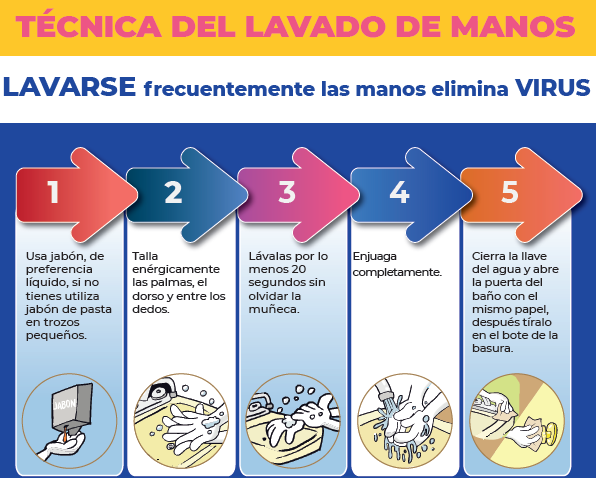 TÉCNICA DEL LAVADO DE MANOS
LAVARSE frecuentemente las manos elimina VIRUS
1
Usa jabón, de
preferencia
líquido, si no
tienes utiliza
jabón de pasta
en trozos
pequeños.
JABÓN
2
Talla
enérgicamente
las palmas, el
dorso y entre los
dedos.
3
Lávalas por lo
menos 20
segundos sin
olvidar la
muñeca.
4
Enjuaga
completamente.
5
Cierra la llave
del agua y abre
la puerta del
baño con el
mismo papel,
después tíralo
en el bote de la
basura.